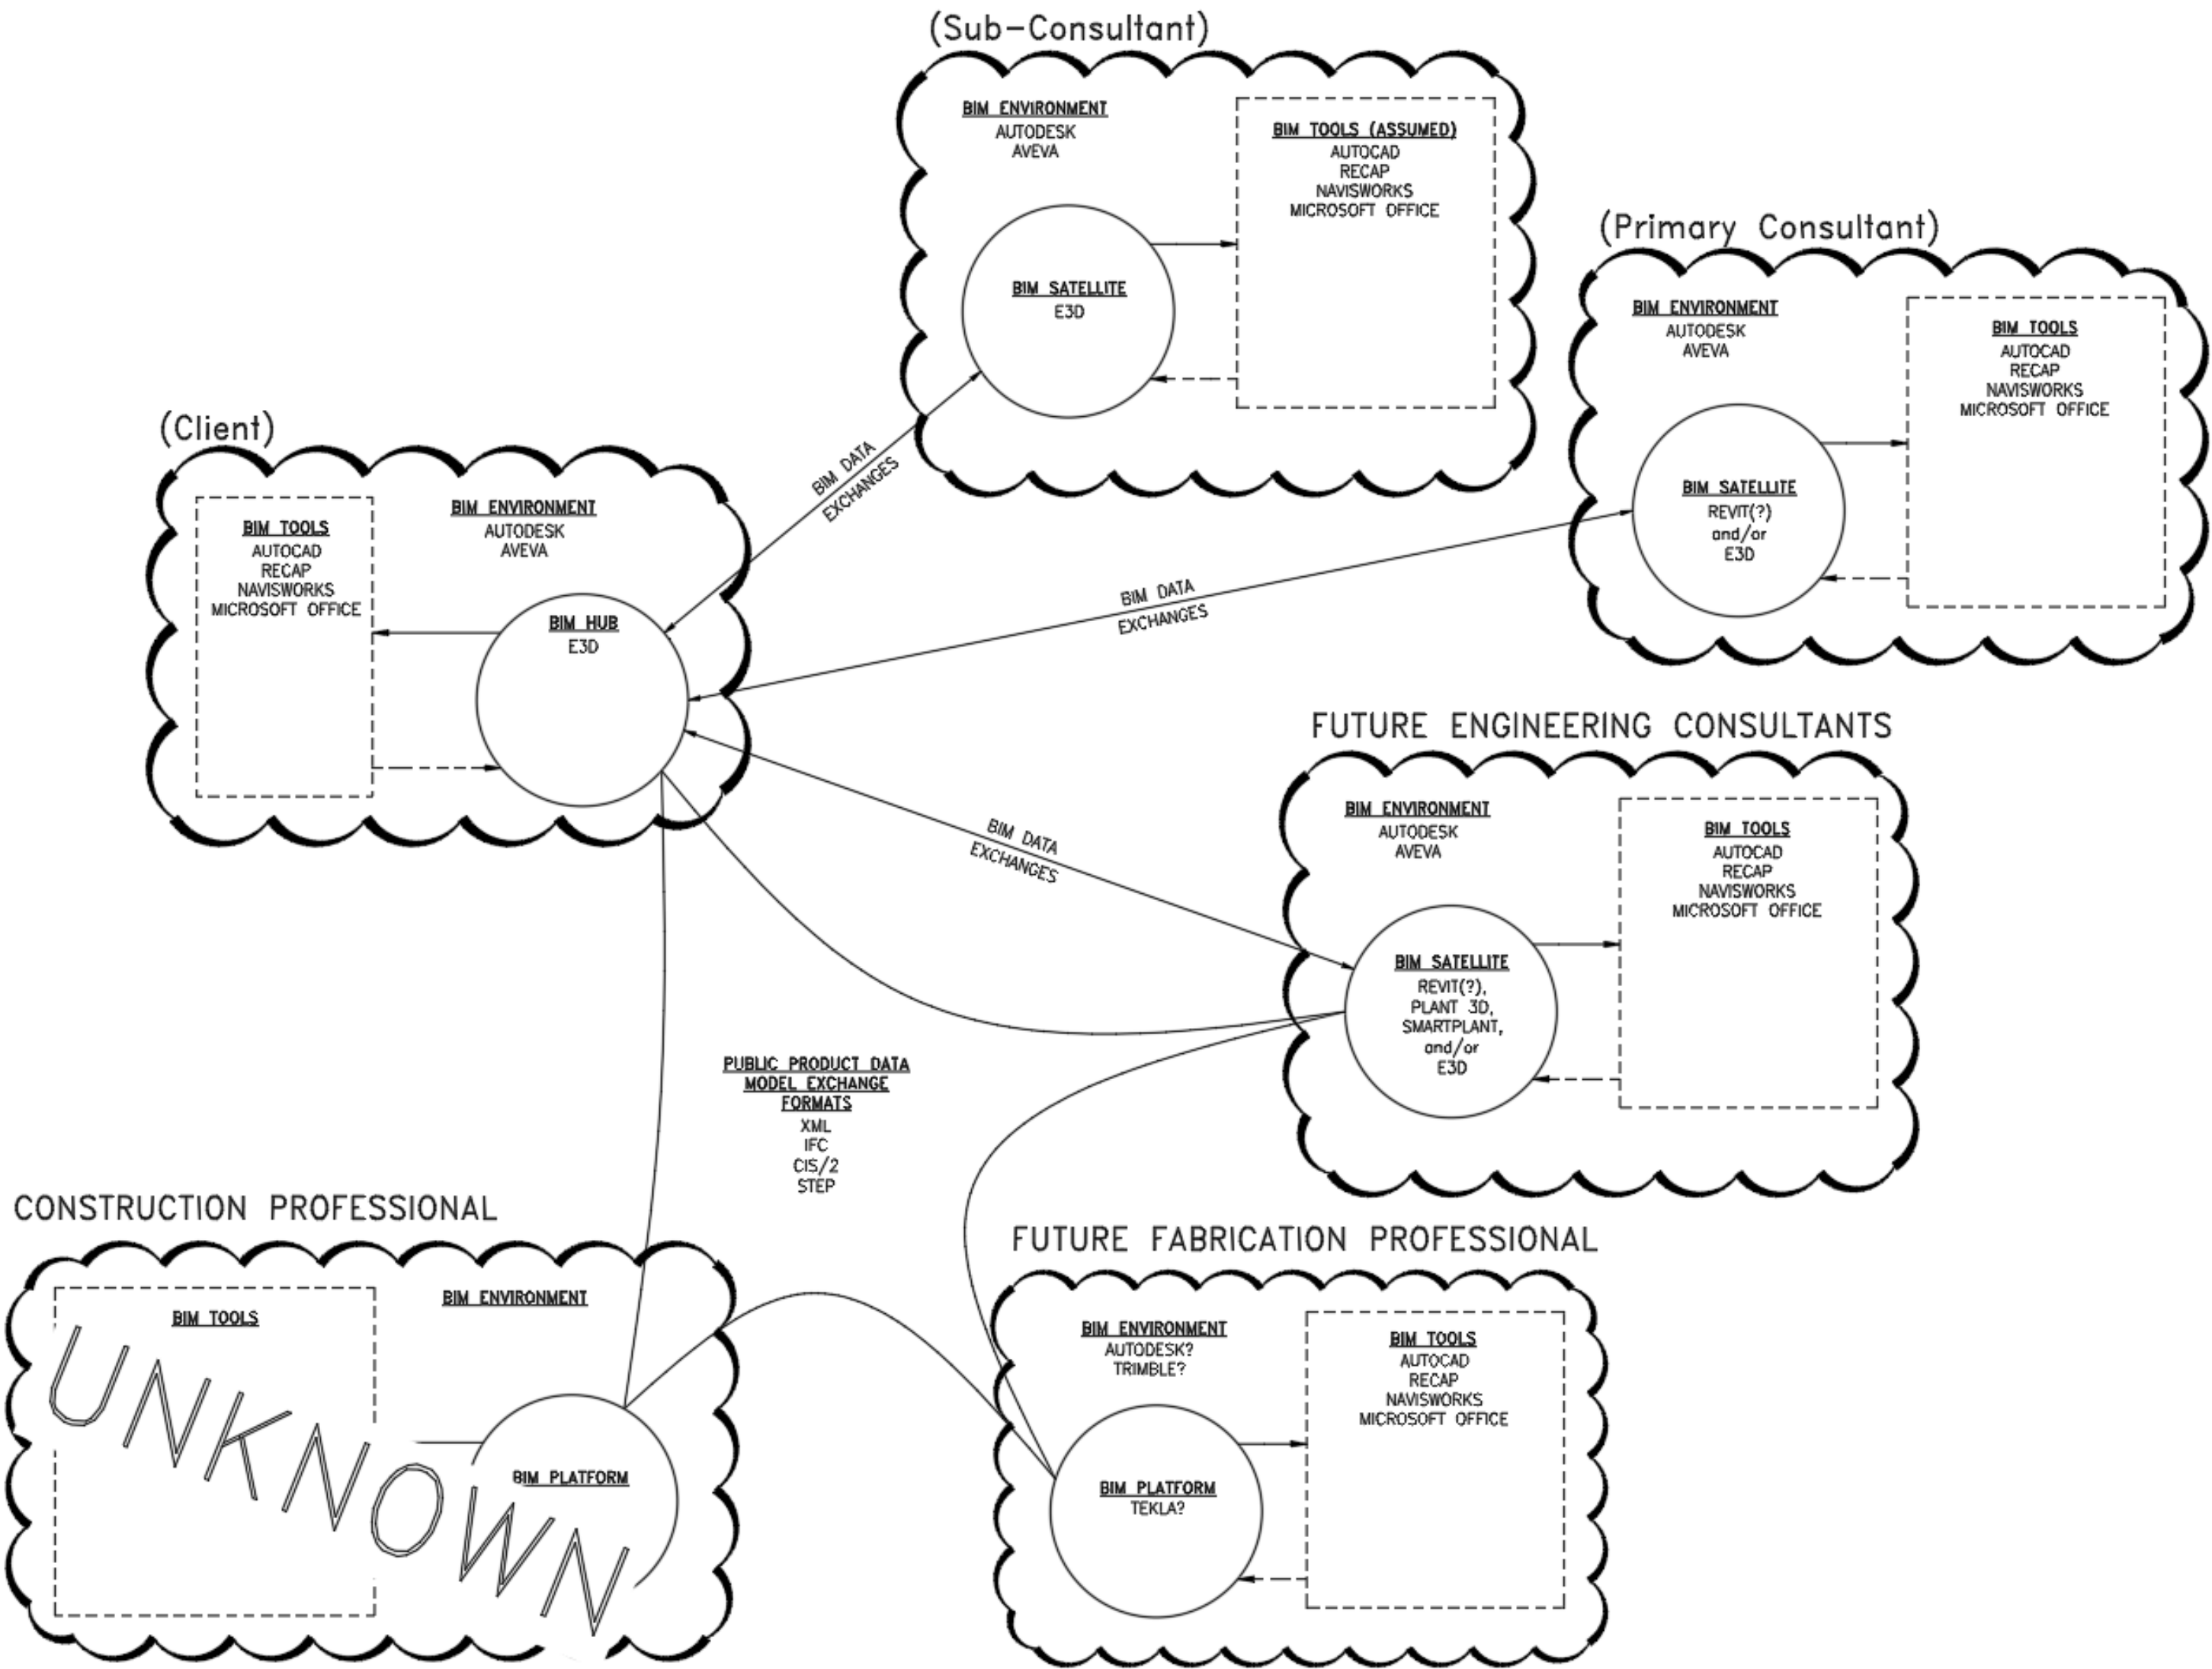 (Sub-Consultant)
BIM ENVIRONMENT
AUTODESK
AVEVA
BIM TOOLS (ASSUMED)
AUTOCAD
RECAP
NAVISWORKS
MICROSOFT OFFICE
BIM SATELLITE
E3D
(Primary Consultant)
BIM ENVIRONMENT
AUTODESK
AVEVA
BIM TOOLS
AUTOCAD
RECAP
NAVISWORKS
MICROSOFT OFFICE
BIM SATELLITE
REVIT(?)
and/or
E3D
(Client)
BIM TOOLS
AUTOCAD
RECAP
NAVISWORKS
MICROSOFT OFFICE
BIM ENVIRONMENT
AUTODESK
AVEVA
BIM HUB
E3D
BIM DATA
EXCHANGES
BIM DATA
EXCHANGES
BIM DATA
EXCHANGES
FUTURE ENGINEERING CONSULTANTS
BIM ENVIRONMENT
AUTODESK
AVEVA
BIM TOOLS
AUTOCAD
RECAP
NAVISWORKS
MICROSOFT OFFICE
BIM SATELLITE
REVIT(?),
PLANT 3D,
SMARTPLANT,
and/or
E3D
PUBLIC PRODUCT DATA
MODEL EXCHANGE
FORMATS
XML
IFC
CIS/2
STEP
CONSTRUCTION PROFESSIONAL
BIM TOOLS
BIM ENVIRONMENT
UNKNOWN
BIM PLATFORM
FUTURE FABRICATION PROFESSIONAL
BIM ENVIRONMENT
AUTODESK?
TRIMBLE?
BIM TOOLS
AUTOCAD
RECAP
NAVISWORKS
MICROSOFT OFFICE
BIM PLATFORM
TEKLA?